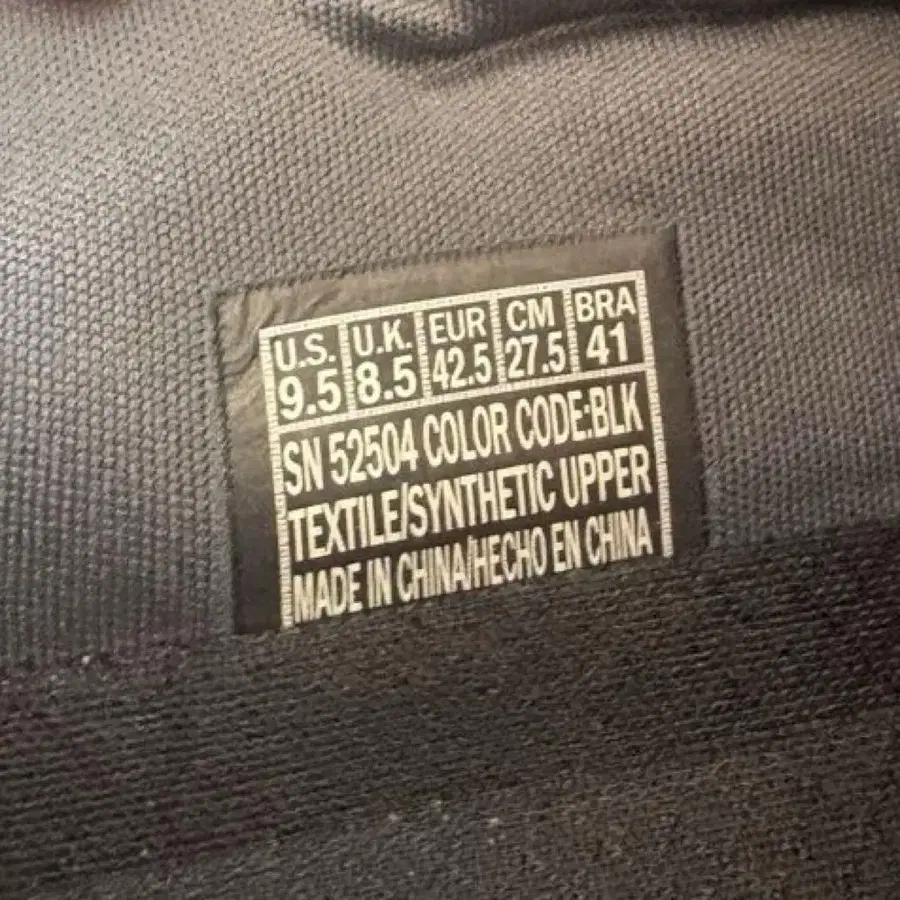 U.S. U.K. EUR CM BRA
9.5 8.5 42.5 27.5 41
SN 52504 COLOR CODE:BLK
TEXTILE/SYNTHETIC UPPER
MADE IN CHINA/HECHO EN CHINA